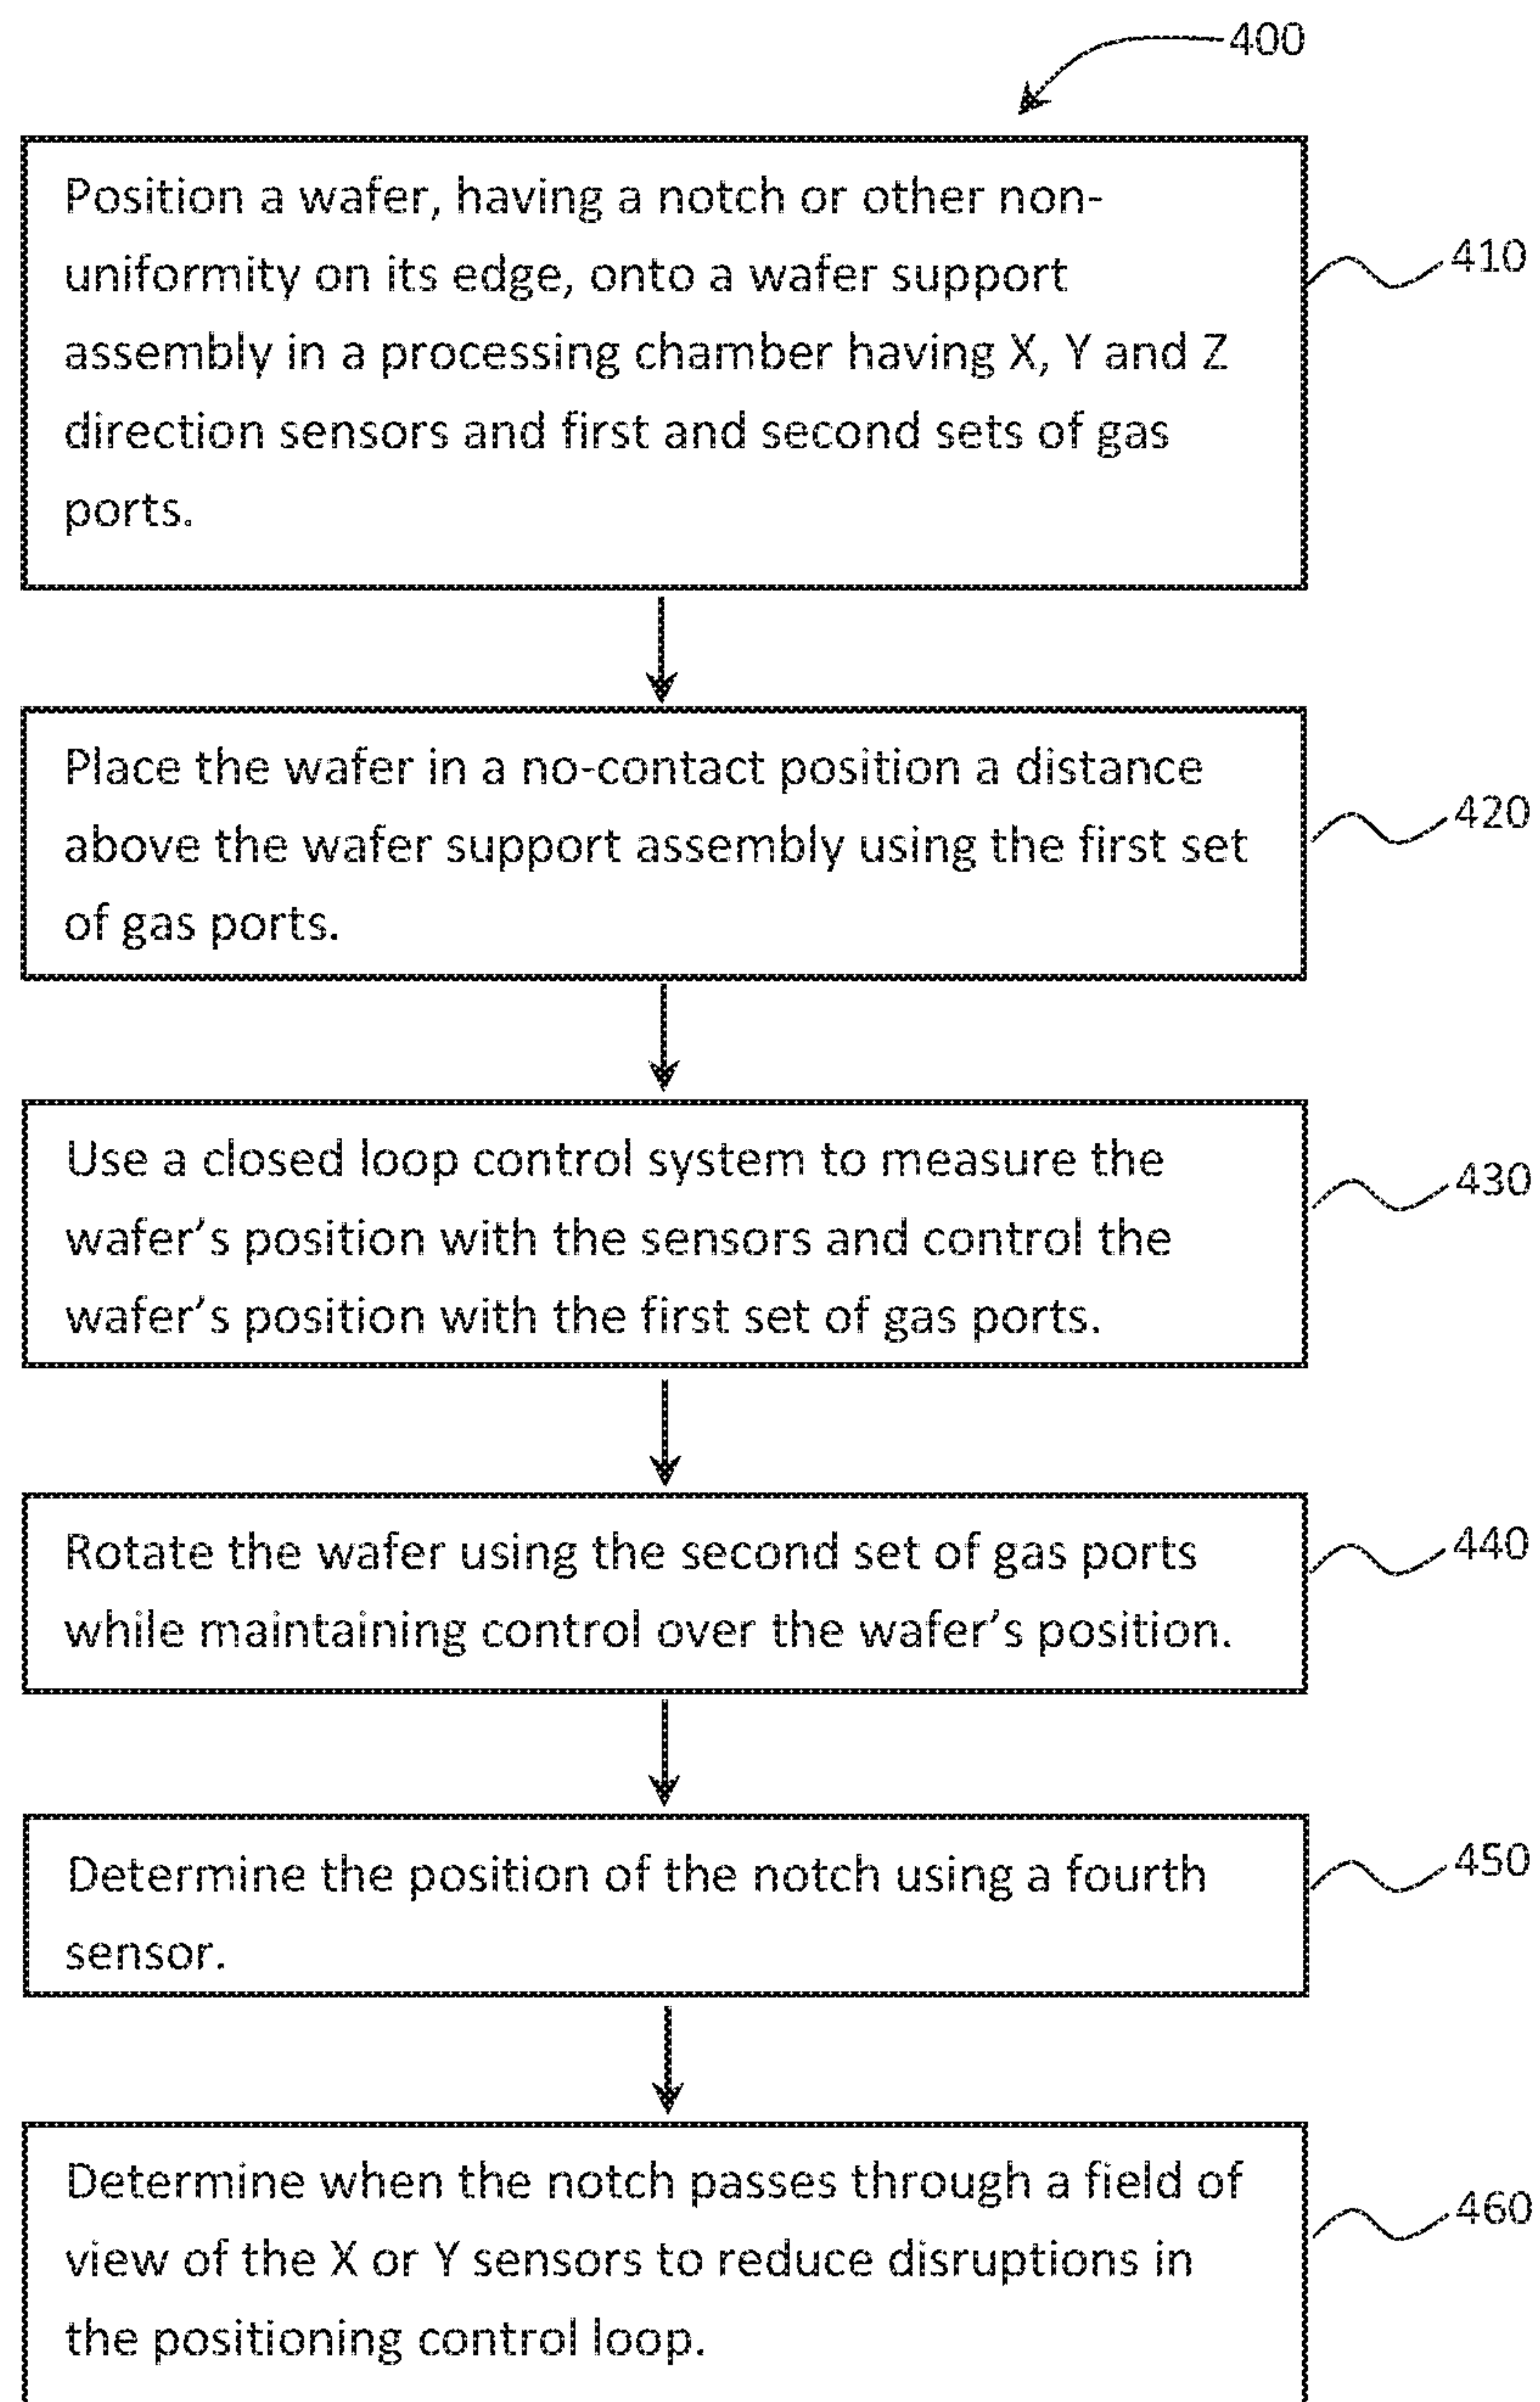 400
Position a wafer, having a notch or other non-
uniformity on its edge, onto a wafer support
assembly in a processing chamber having X, Y and Z
direction sensors and first and second sets of gas
ports.
410
Place the wafer in a no-contact position a distance
above the wafer support assembly using the first set
of gas ports.
420
Use a closed loop control system to measure the
wafer's position with the sensors and control the
wafer's position with the first set of gas ports.
430
Rotate the wafer using the second set of gas ports
while maintaining control over the wafer's position.
440
Determine the position of the notch using a fourth
sensor.
450
Determine when the notch passes through a field of
view of the X or Y sensors to reduce disruptions in
the positioning control loop.
460